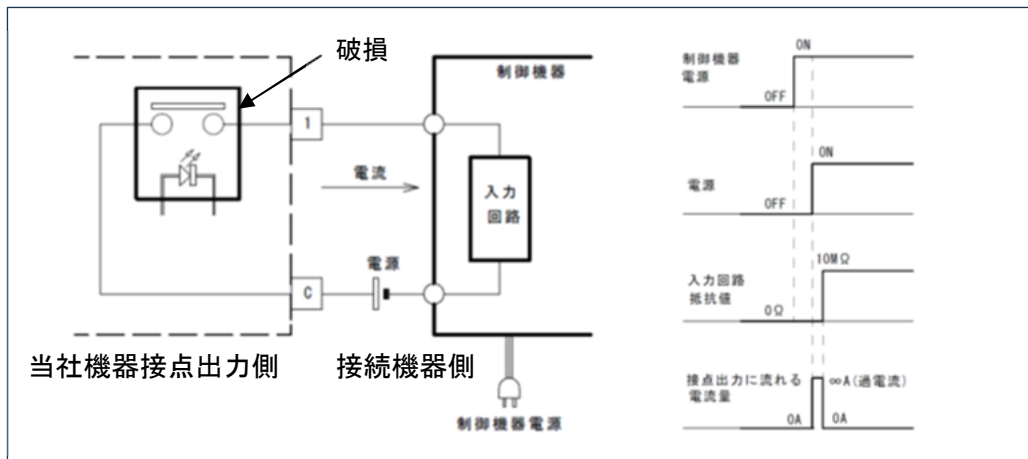 破損
制御機器
1
電流
入力
回路
電源
C
当社機器接点出力側
接続機器側
制御機器電源
制御機器
電源
ON
OFF
電源
ON
OFF
入力回路
抵抗値
10MΩ
0Ω
接点出力に流れる
電流量
∞A(過電流)
0A
0A